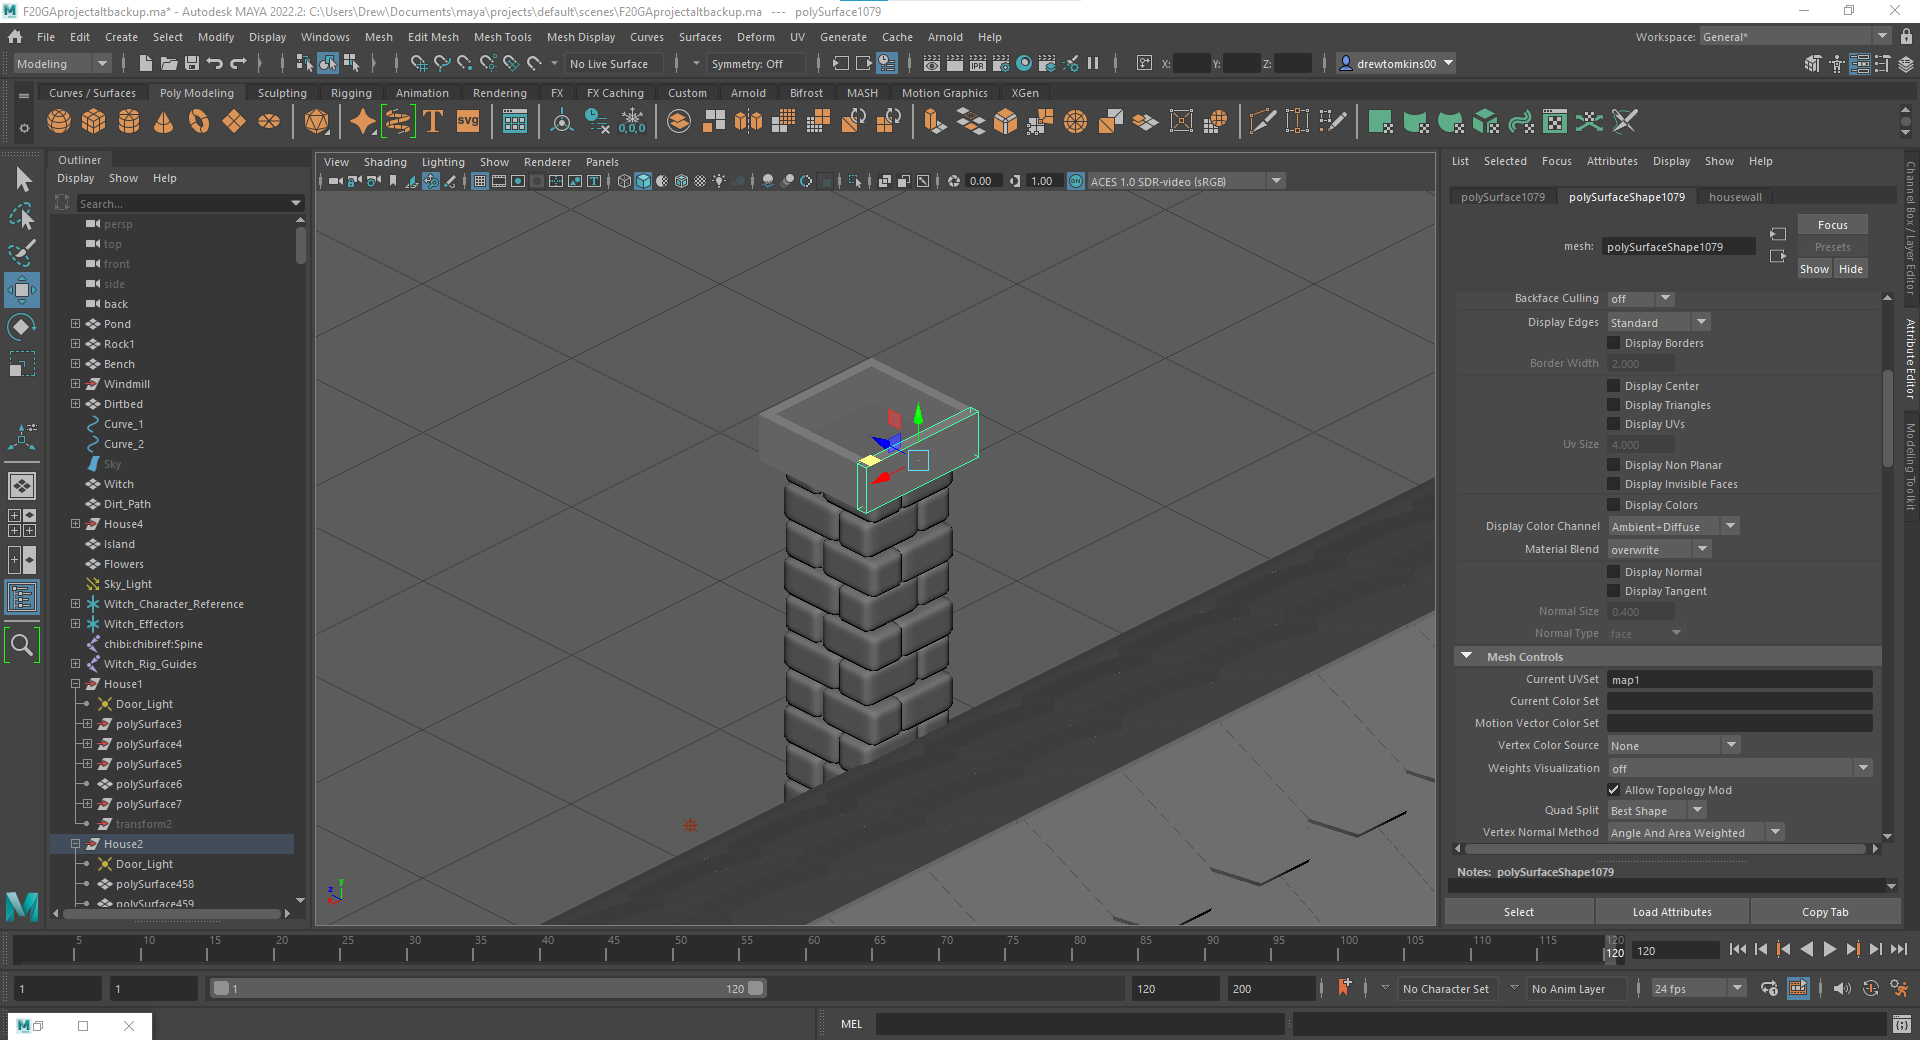 F20GAprojectaltbackup.ma* - Autodesk MAYA 2022.2: C:\Users\Drew\Documents\maya\projects\default\scenes\F20GAprojectaltbackup.ma --- polySurface1079
File Edit Create Select Modify Display Windows Mesh Edit Mesh Mesh Tools Mesh Display Curves Surfaces Deform UV Generate Cache Arnold Help
Workspace: General*
Modeling No Live Surface Symmetry: Off X: Y: Z: drewtomkins00
Curves / Surfaces Poly Modeling Sculpting Rigging Animation Rendering FX FX Caching Custom Arnold Bifrost MASH Motion Graphics XGen
T SVG 0,0,0
Outliner
Display Show Help
Search...
persp
top
front
side
back
Pond
Rock1
Bench
Windmill
Dirtbed
Curve_1
Curve_2
Sky
Witch
Dirt_Path
House4
Island
Flowers
Sky_Light
Witch_Character_Reference
Witch_Effectors
chibi:chibiref:Spine
Witch_Rig_Guides
House1
Door_Light
polySurface3
polySurface4
polySurface5
polySurface6
polySurface7
transform2
House2
Door_Light
polySurface458
polySurface459
View Shading Lighting Show Renderer Panels
0.00 1.00 ACES 1.0 SDR-video (sRGB)
y
z
x
List Selected Focus Attributes Display Show Help
polySurface1079 polySurfaceShape1079 housewall
mesh: polySurfaceShape1079
Focus
Presets
Show Hide
Backface Culling off
Display Edges Standard
Display Borders
Border Width 2.000
Display Center
Display Triangles
Display UVs
Uv Size 4.000
Display Non Planar
Display Invisible Faces
Display Colors
Display Color Channel Ambient+Diffuse
Material Blend overwrite
Display Normal
Display Tangent
Normal Size 0.400
Normal Type face
Mesh Controls
Current UVSet map1
Current Color Set
Motion Vector Color Set
Vertex Color Source None
Weights Visualization off
Allow Topology Mod
Quad Split Best Shape
Vertex Normal Method Angle And Area Weighted
Notes: polySurfaceShape1079
Select Load Attributes Copy Tab
Channel Box / Layer Editor
Attribute Editor
Modeling Toolkit
5 10 15 20 25 30 35 40 45 50 55 60 65 70 75 80 85 90 95 100 105 110 115 120
120 120
1 1 1 120 120 200 No Character Set No Anim Layer 24 fps
MEL